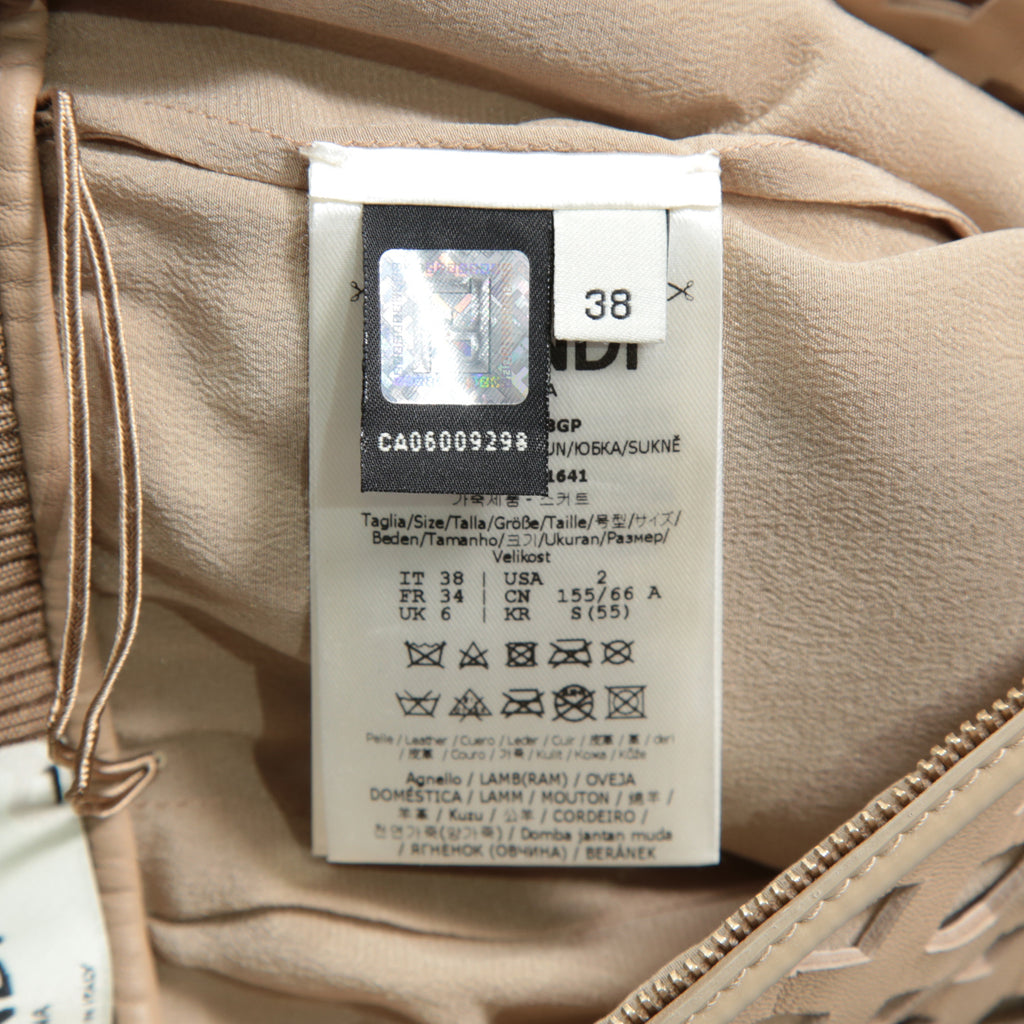 38
CA06009298
NDI
A
BGP
UN/ЮБКА/SUKNĚ
1641
가죽제품 - 스커트
Taglia/Size/Talla/Größe/Taille/号型/サイズ/
Beden/Tamanho/크기/Ukuran/Размер/
Velikost
IT 38 | USA 2
FR 34 | CN 155/66 A
UK 6 | KR S(55)
Pelle / Leather / Cuero / Leder / Cuir / 皮革 / 革 / deri
/ 皮革 / Couro / 가죽 / Kulit / Кожа / Kůže
Agnello / LAMB(RAM) / OVEJA
DOMÉSTICA / LAMM / MOUTON / 绵羊 /
羊革 / Kuzu / 公羊 / CORDEIRO /
천연가죽(양가죽) / Domba jantan muda
/ ЯГНЕНОК (ОВЧИНА) / BERÁNEK
IN ITALY